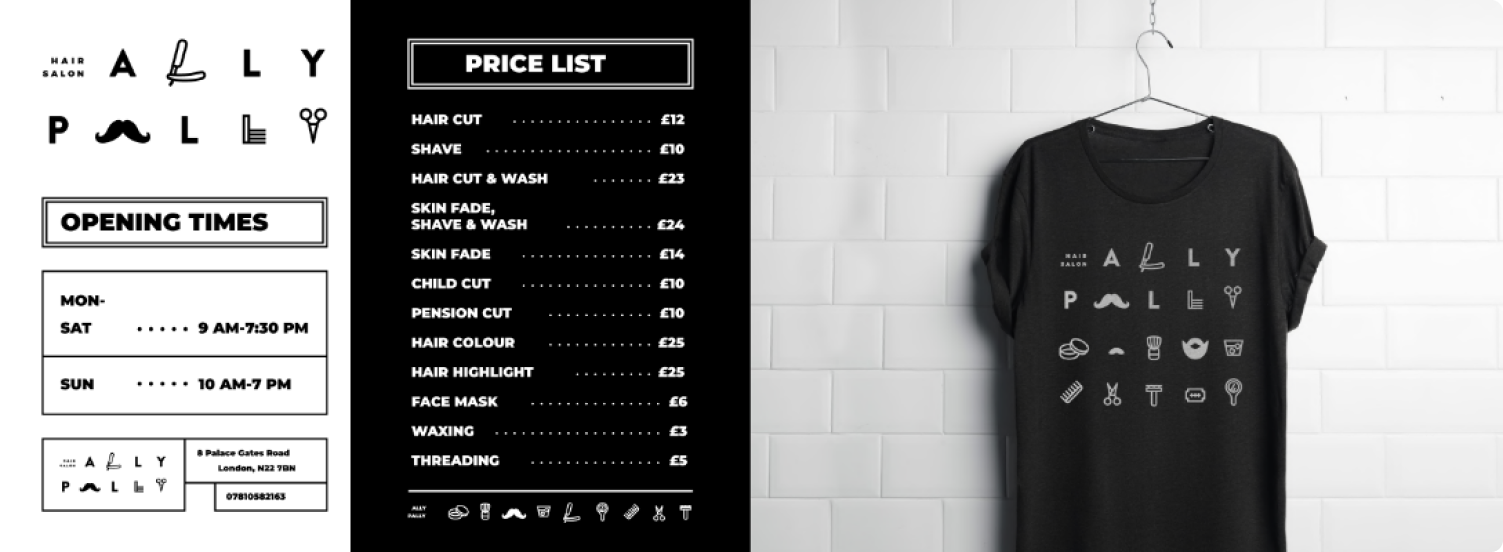 HAIR SALON A L L Y
P L L
OPENING TIMES
MON-
SAT ..... 9 AM-7:30 PM
SUN ..... 10 AM-7 PM
HAIR SALON A L L Y
P L L
8 Palace Gates Road
London, N22 7BN
07810582163
PRICE LIST
HAIR CUT ................ £12
SHAVE ................... £10
HAIR CUT & WASH ....... £23
SKIN FADE,
SHAVE & WASH .......... £24
SKIN FADE ............... £14
CHILD CUT ............... £10
PENSION CUT ............ £10
HAIR COLOUR ............ £25
HAIR HIGHLIGHT ......... £25
FACE MASK .............. £6
WAXING .................. £3
THREADING .............. £5
ALLY
PALLY
HAIR SALON A L L Y
P L L